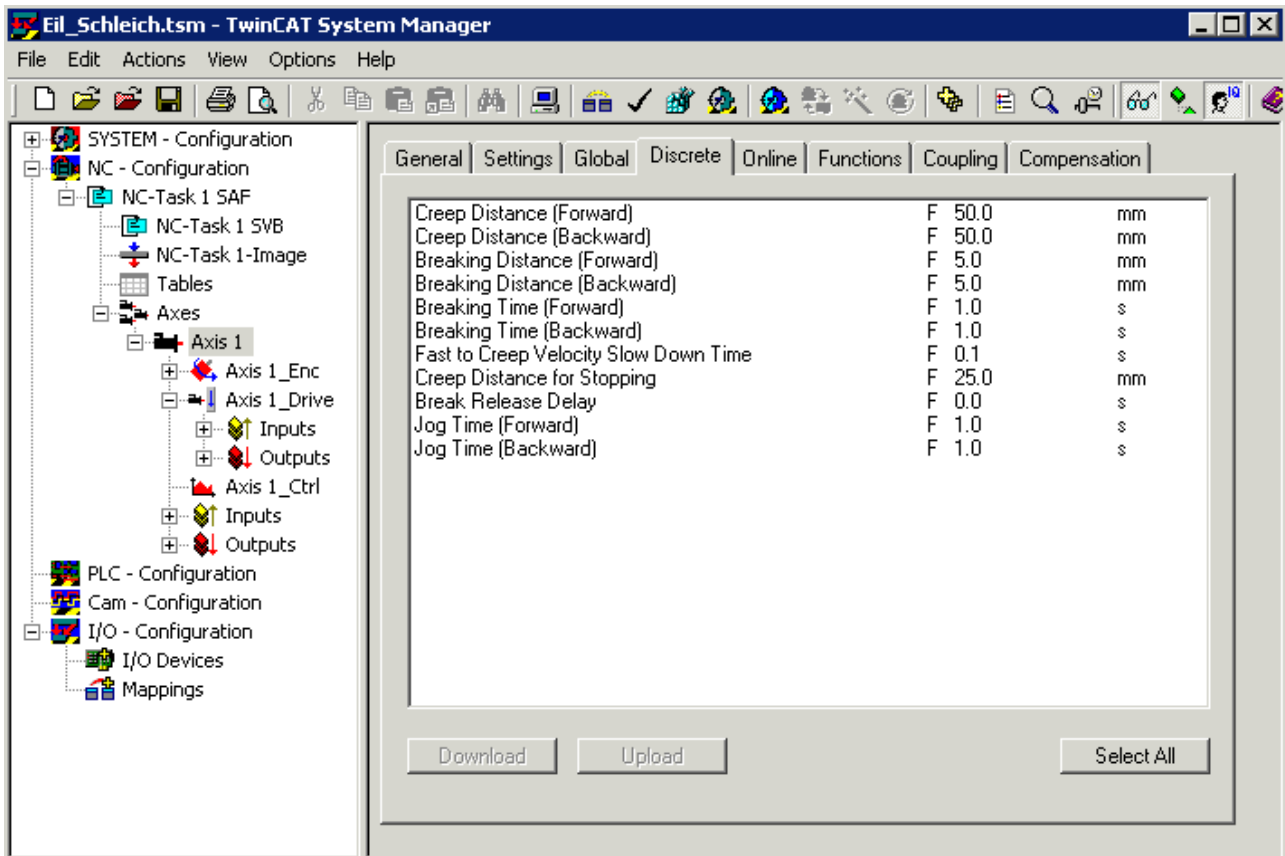 Eil_Schleich.tsm - TwinCAT System Manager
File Edit Actions View Options Help
SYSTEM - Configuration
NC - Configuration
NC-Task 1 SAF
NC-Task 1 SVB
NC-Task 1-Image
Tables
Axes
Axis 1
Axis 1_Enc
Axis 1_Drive
Inputs
Outputs
Axis 1_Ctrl
Inputs
Outputs
PLC - Configuration
Cam - Configuration
I/O - Configuration
I/O Devices
Mappings
General Settings Global Discrete Online Functions Coupling Compensation
Creep Distance (Forward) F 50.0 mm
Creep Distance (Backward) F 50.0 mm
Breaking Distance (Forward) F 5.0 mm
Breaking Distance (Backward) F 5.0 mm
Breaking Time (Forward) F 1.0 s
Breaking Time (Backward) F 1.0 s
Fast to Creep Velocity Slow Down Time F 0.1 s
Creep Distance for Stopping F 25.0 mm
Break Release Delay F 0.0 s
Jog Time (Forward) F 1.0 s
Jog Time (Backward) F 1.0 s
Download Upload Select All